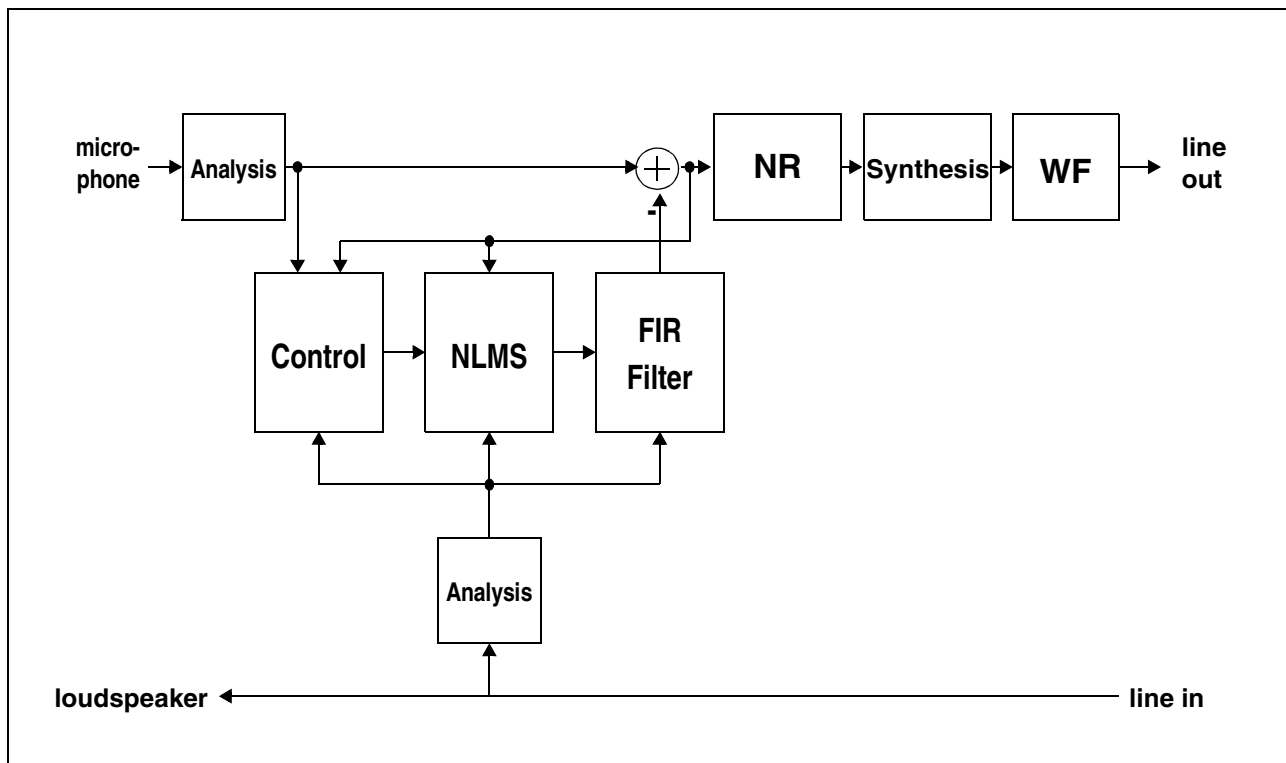 micro-
phone
Analysis
+
-
NR
Synthesis
WF
line
out
Control
NLMS
FIR
Filter
Analysis
loudspeaker
line in